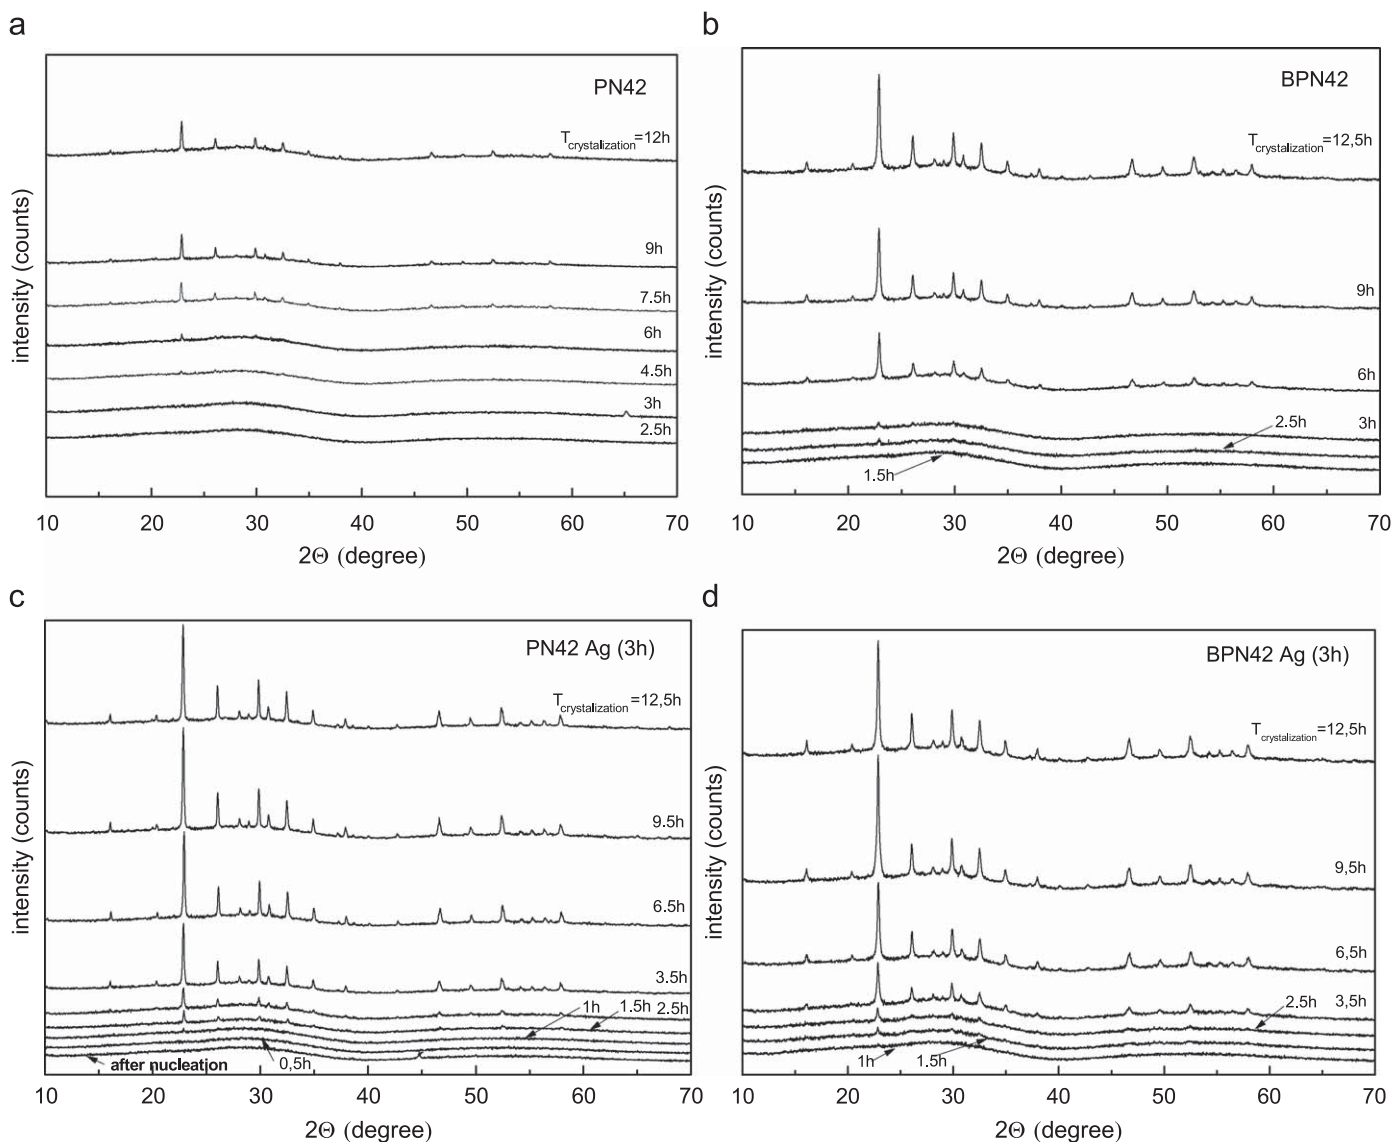 a
PN42
T crystalization =12h
9h
7.5h
6h
4.5h
3h
2.5h
intensity (counts)
10 20 30 40 50 60 70
2Θ (degree)
b
BPN42
T crystalization =12,5h
9h
6h
3h
2.5h
1.5h
intensity (counts)
10 20 30 40 50 60 70
2Θ (degree)
c
PN42 Ag (3h)
T crystalization =12,5h
9.5h
6.5h
3.5h
1h 1.5h 2.5h
after nucleation 0,5h
intensity (counts)
10 20 30 40 50 60 70
2Θ (degree)
d
BPN42 Ag (3h)
T crystalization =12,5h
9,5h
6,5h
2.5h 3,5h
1h 1.5h
intensity (counts)
10 20 30 40 50 60 70
2Θ (degree)